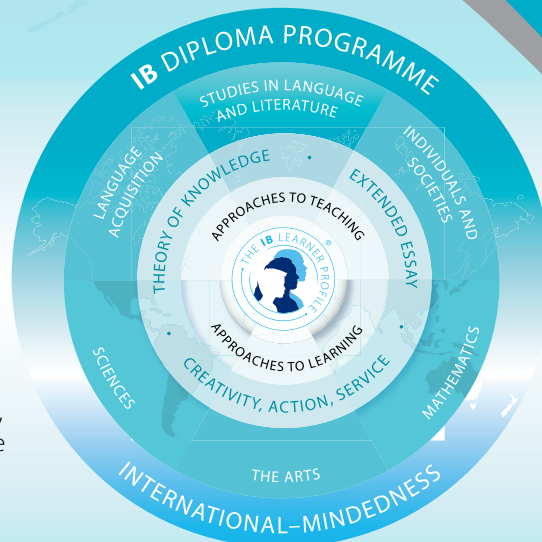 IB DIPLOMA PROGRAMME
STUDIES IN LANGUAGE
AND LITERATURE
LANGUAGE
ACQUISITION
INDIVIDUALS AND
SOCIETIES
THEORY OF KNOWLEDGE
EXTENDED ESSAY
APPROACHES TO TEACHING
THE IB LEARNER PROFILE
®
APPROACHES TO LEARNING
CREATIVITY, ACTION, SERVICE
SCIENCES
MATHEMATICS
THE ARTS
INTERNATIONAL–MINDEDNESS